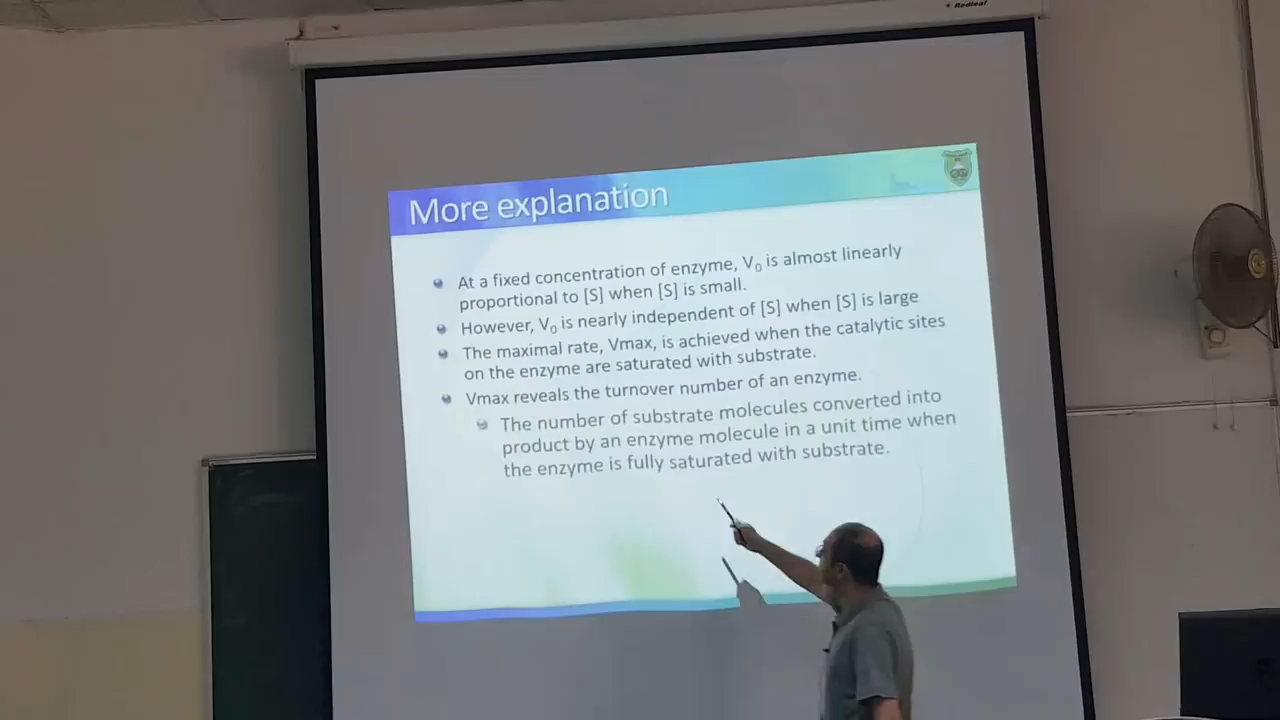 Redleaf
More explanation
At a fixed concentration of enzyme, V₀ is almost linearly
proportional to [S] when [S] is small.
However, V₀ is nearly independent of [S] when [S] is large
The maximal rate, Vmax, is achieved when the catalytic sites
on the enzyme are saturated with substrate.
Vmax reveals the turnover number of an enzyme.
The number of substrate molecules converted into
product by an enzyme molecule in a unit time when
the enzyme is fully saturated with substrate.